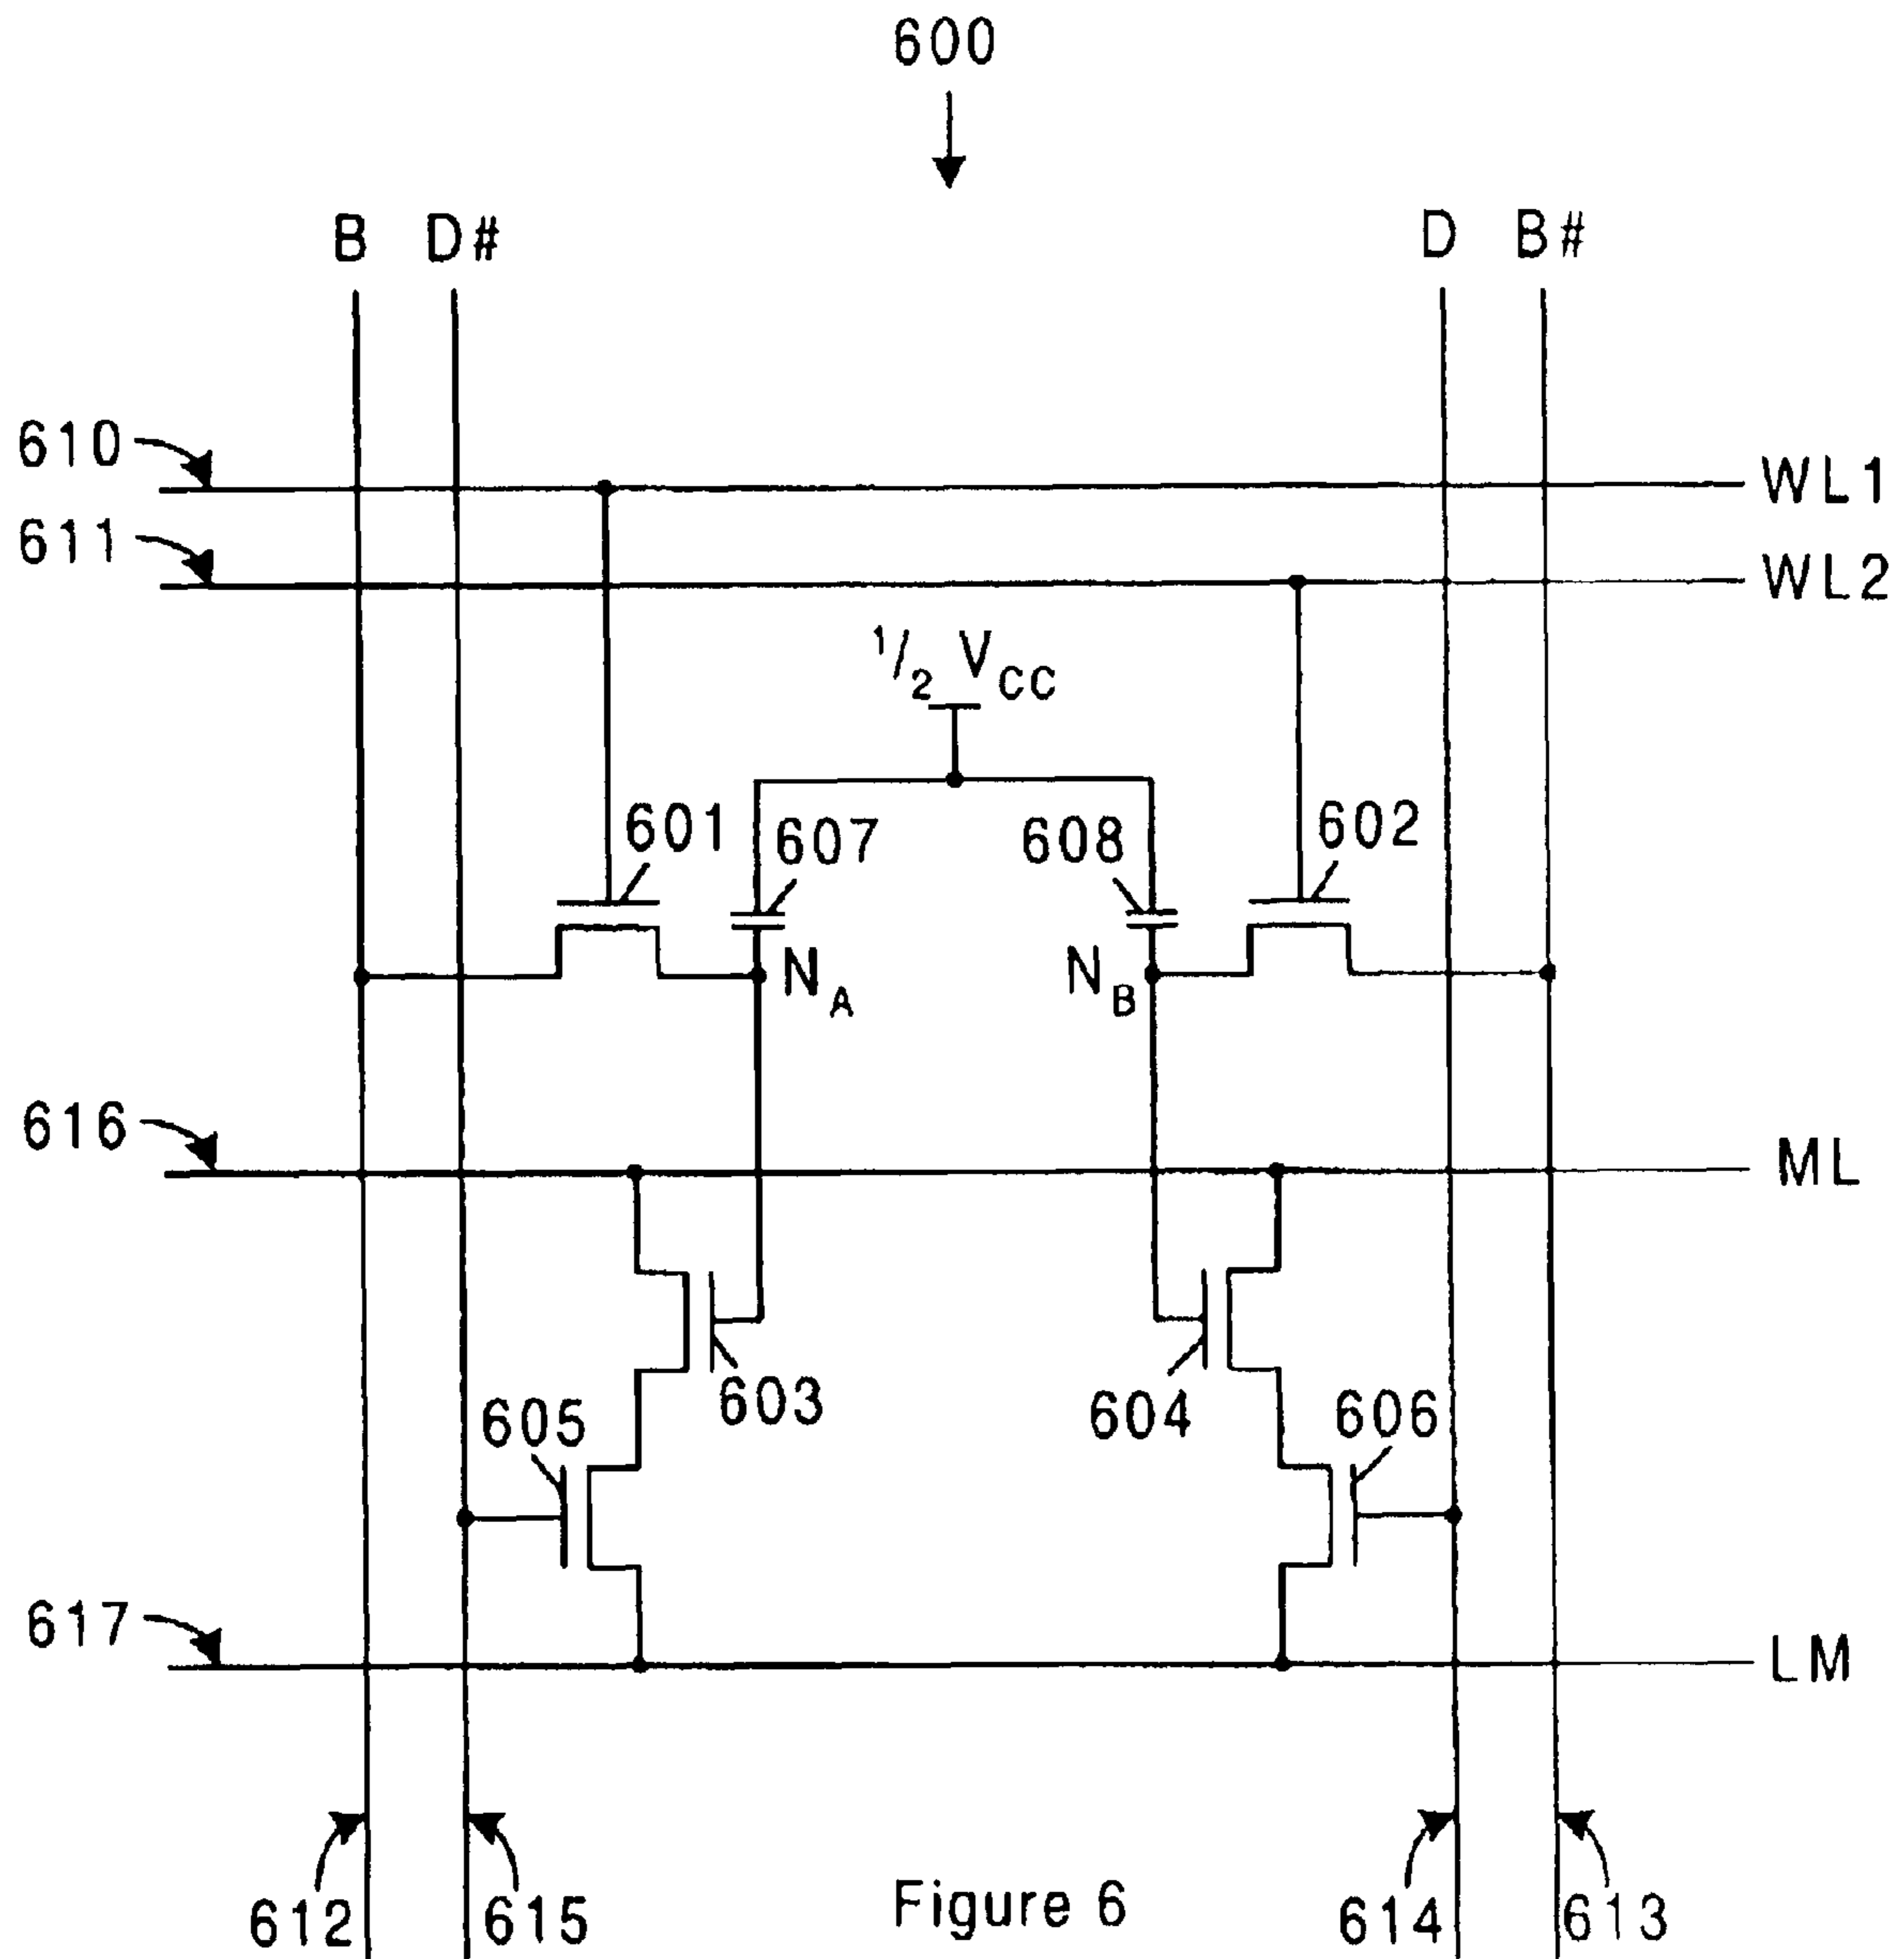 600
B D# D B#
610 WL1
611 WL2
1/2 VCC
601 607 608 602
NA NB
616 ML
603 604
605 606
617 LM
612 615 Figure 6 614 613